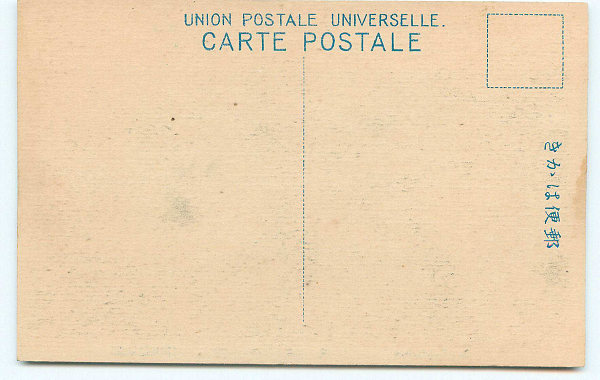 UNION POSTALE UNIVERSELLE.
CARTE POSTALE
郵便はかき